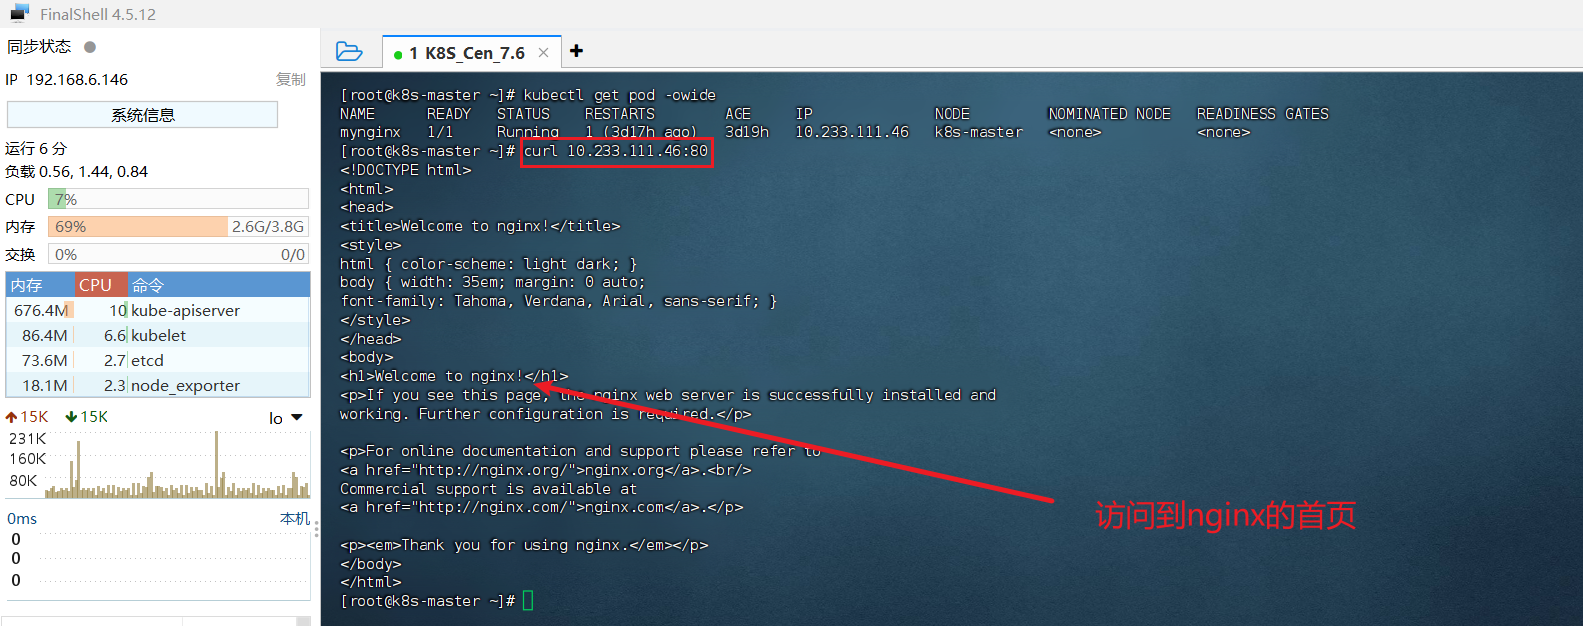 FinalShell 4.5.12
同步状态
IP 192.168.6.146 复制
系统信息
运行 6 分
负载 0.56, 1.44, 0.84
CPU 7%
内存 69% 2.6G/3.8G
交换 0% 0/0
内存 CPU 命令
676.4M 10 kube-apiserver
86.4M 6.6 kubelet
73.6M 2.7 etcd
18.1M 2.3 node_exporter
15K 15K lo
231K
160K
80K
0ms 本机
0
0
0
1 K8S_Cen_7.6
[root@k8s-master ~]# kubectl get pod -owide
NAME READY STATUS RESTARTS AGE IP NODE NOMINATED NODE READINESS GATES
mynginx 1/1 Running 1 (3d17h ago) 3d19h 10.233.111.46 k8s-master <none> <none>
[root@k8s-master ~]# curl 10.233.111.46:80
<!DOCTYPE html>
<html>
<head>
<title>Welcome to nginx!</title>
<style>
html { color-scheme: light dark; }
body { width: 35em; margin: 0 auto;
font-family: Tahoma, Verdana, Arial, sans-serif; }
</style>
</head>
<body>
<h1>Welcome to nginx!</h1>
<p>If you see this page, the nginx web server is successfully installed and
working. Further configuration is required.</p>
<p>For online documentation and support please refer to
<a href="http://nginx.org/">nginx.org</a>.<br/>
Commercial support is available at
<a href="http://nginx.com/">nginx.com</a>.</p>
访问到nginx的首页
<p><em>Thank you for using nginx.</em></p>
</body>
</html>
[root@k8s-master ~]#